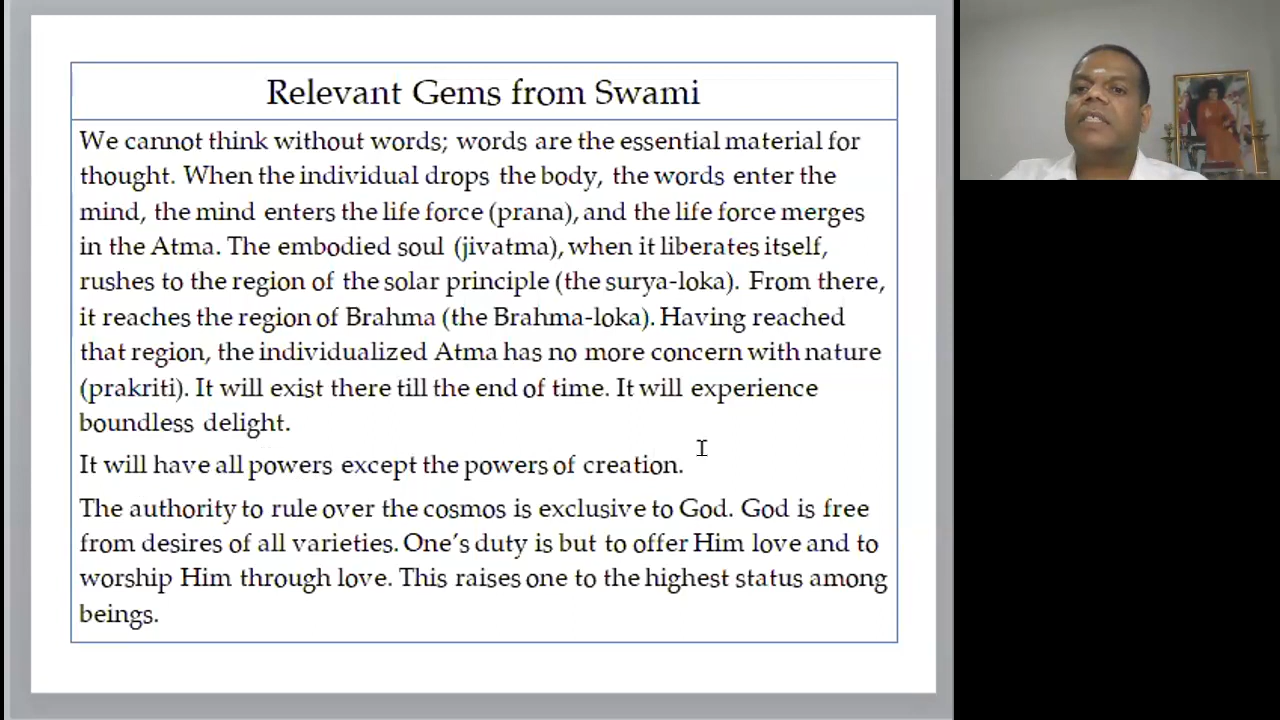 Relevant Gems from Swami
We cannot think without words; words are the essential material for
thought. When the individual drops the body, the words enter the
mind, the mind enters the life force (prana), and the life force merges
in the Atma. The embodied soul (jivatma), when it liberates itself,
rushes to the region of the solar principle (the surya-loka). From there,
it reaches the region of Brahma (the Brahma-loka). Having reached
that region, the individualized Atma has no more concern with nature
(prakriti). It will exist there till the end of time. It will experience
boundless delight.
It will have all powers except the powers of creation.
The authority to rule over the cosmos is exclusive to God. God is free
from desires of all varieties. One’s duty is but to offer Him love and to
worship Him through love. This raises one to the highest status among
beings.